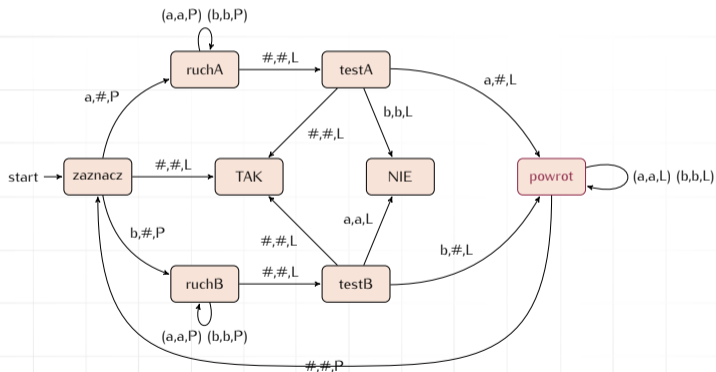 (a,a,P) (b,b,P)
#,#,L
ruchA
testA
a,#,L
a,#,P
b,b,L
#,#,L
#,#,L
start
zaznacz
TAK
NIE
powrot
(a,a,L) (b,b,L)
a,a,L
b,#,P
#,#,L
b,#,L
#,#,L
ruchB
testB
(a,a,P) (b,b,P)
#,#,P